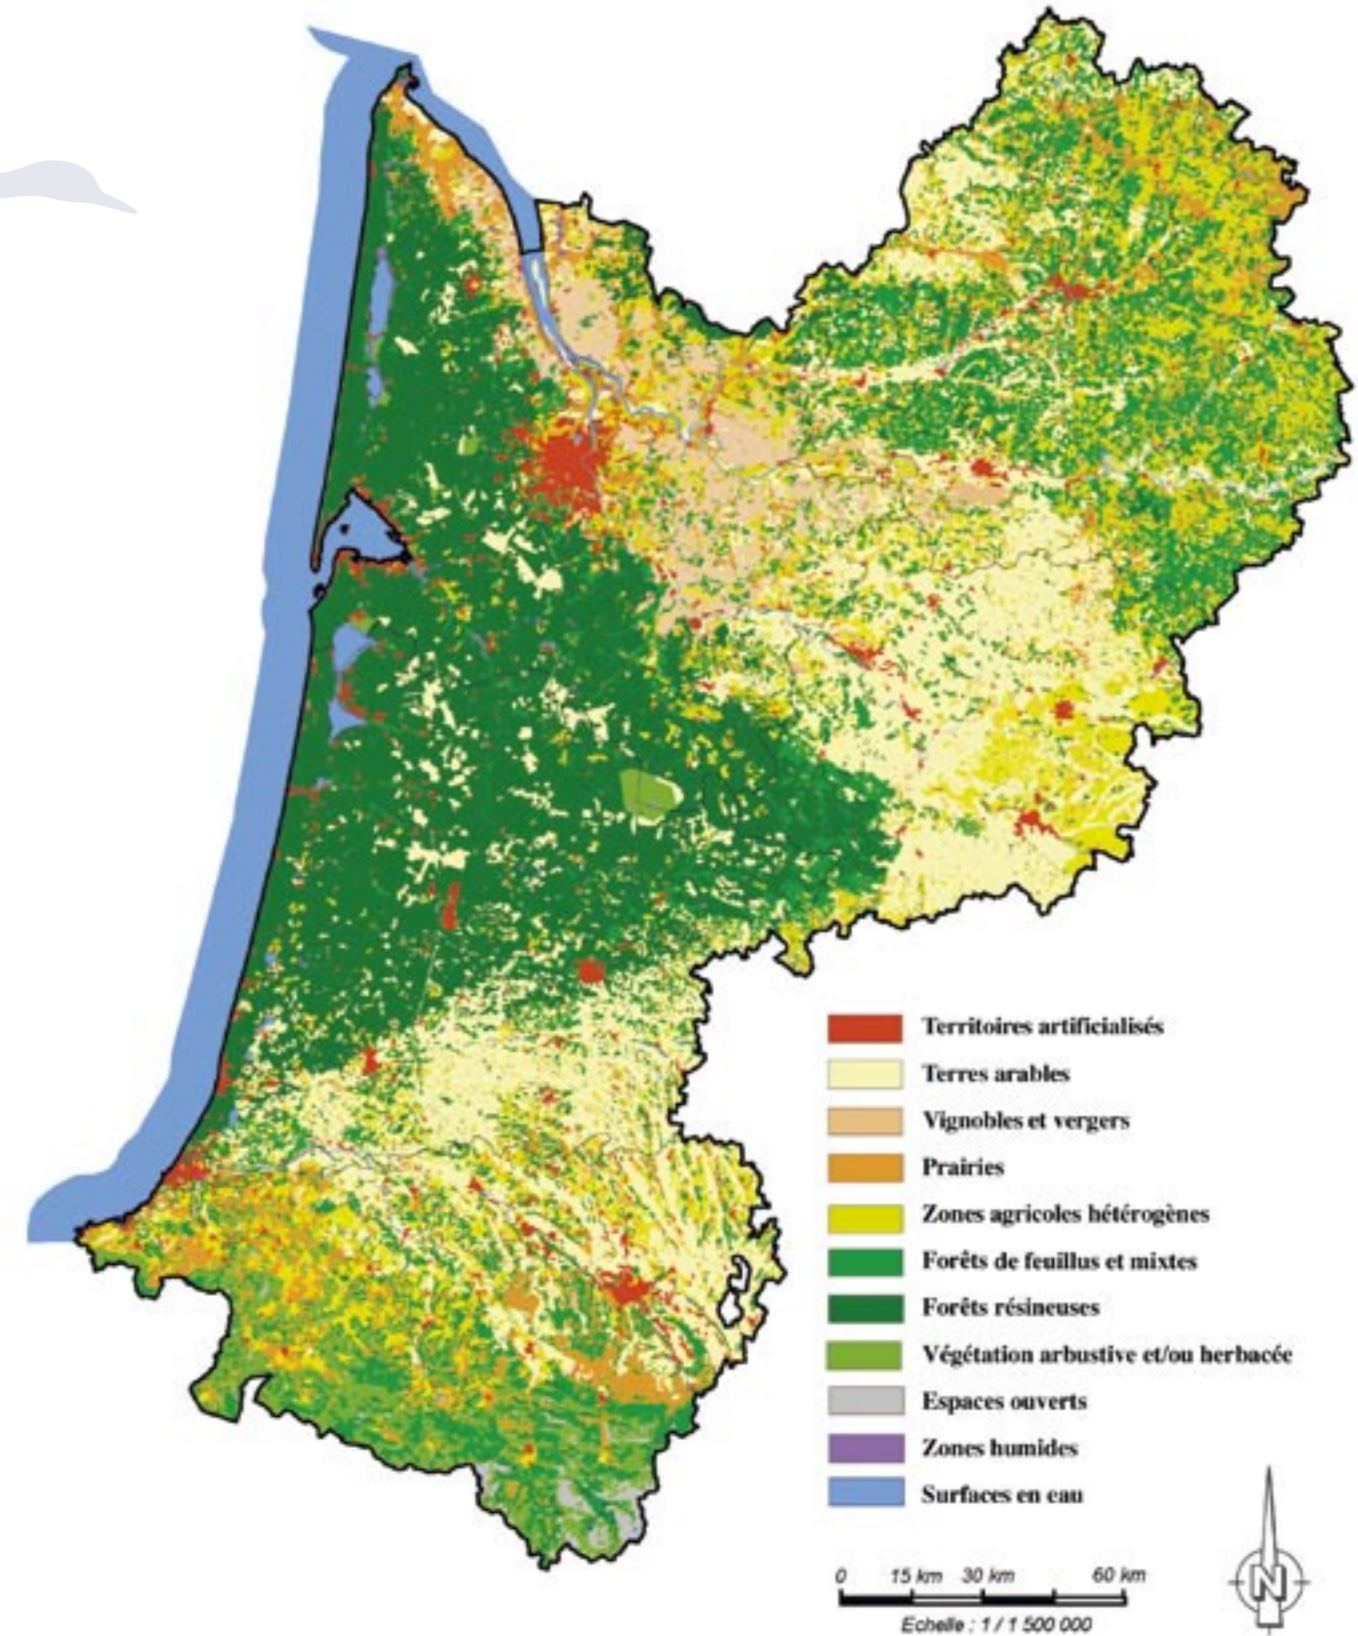 Territoires artificialisés
Terres arables
Vignobles et vergers
Prairies
Zones agricoles hétérogènes
Forêts de feuillus et mixtes
Forêts résineuses
Végétation arbustive et/ou herbacée
Espaces ouverts
Zones humides
Surfaces en eau
0 15 km 30 km 60 km
Echelle : 1 / 1 500 000
N